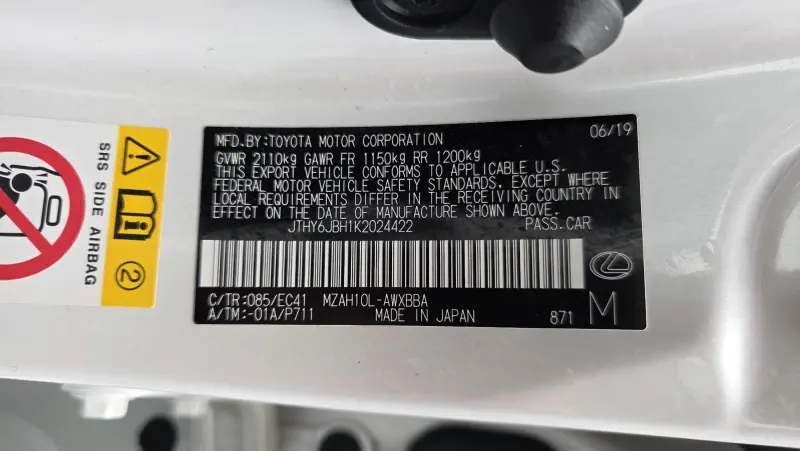 MFD.BY:TOYOTA MOTOR CORPORATION 06/19
GVWR 2110kg GAWR FR 1150kg RR 1200kg
THIS EXPORT VEHICLE CONFORMS TO APPLICABLE U.S.
FEDERAL MOTOR VEHICLE SAFETY STANDARDS, EXCEPT WHERE
LOCAL REQUIREMENTS DIFFER IN THE RECEIVING COUNTRY IN
EFFECT ON THE DATE OF MANUFACTURE SHOWN ABOVE.
JTHY6JBH1K2024422 PASS.CAR
C/TR:085/EC41 MZAH10L-AWXBBA
A/TM:-01A/P711 MADE IN JAPAN 871 M
SRS SIDE AIRBAG
2